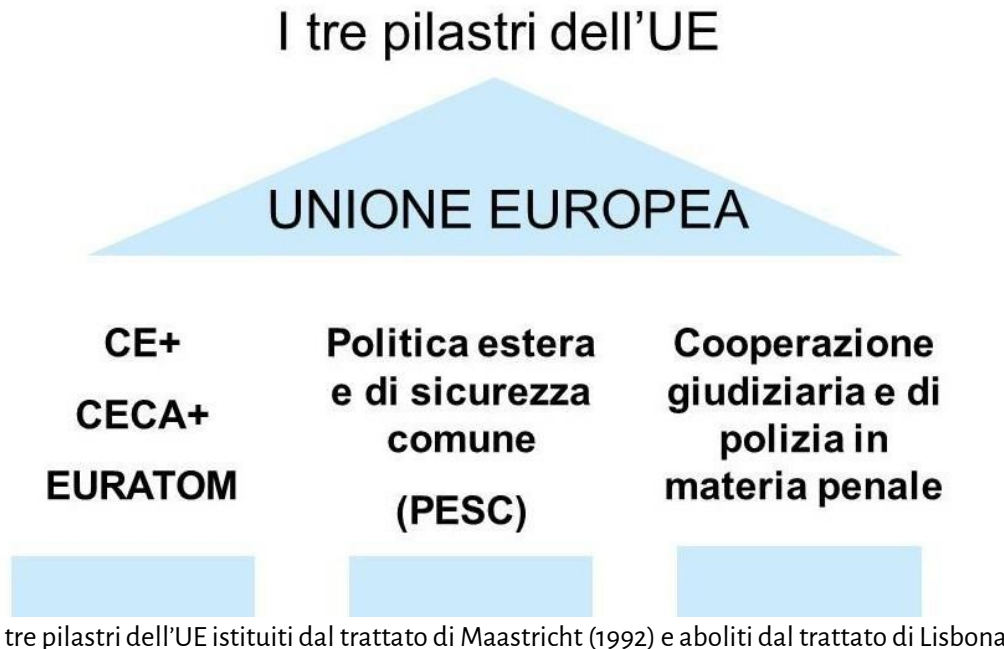 I tre pilastri dell'UE
UNIONE EUROPEA
CE+
CECA+
EURATOM
Politica estera
e di sicurezza
comune
(PESC)
Cooperazione
giudiziaria e di
polizia in
materia penale
tre pilastri dell’UE istituiti dal trattato di Maastricht (1992) e aboliti dal trattato di Lisbona